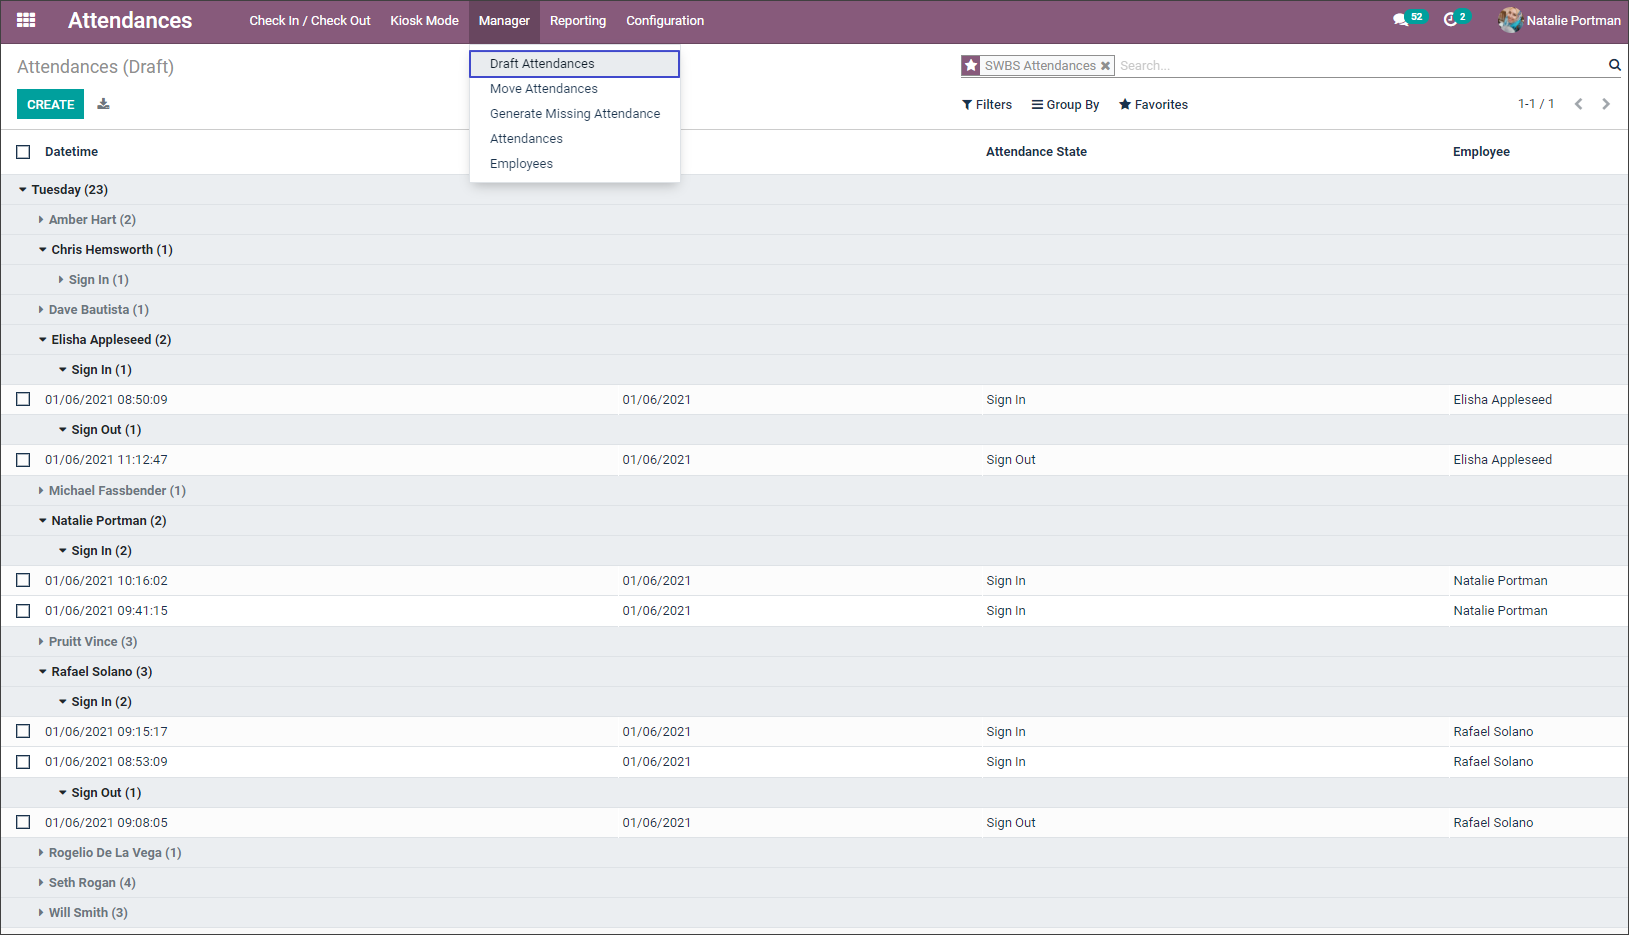 Attendances Check In / Check Out Kiosk Mode Manager Reporting Configuration 52 2 Natalie Portman
Attendances (Draft) Draft Attendances SWBS Attendances Search...
Move Attendances
CREATE Filters Group By Favorites 1-1 / 1
Generate Missing Attendance
Attendances
Employees
Datetime Attendance State Employee
Tuesday (23)
Amber Hart (2)
Chris Hemsworth (1)
Sign In (1)
Dave Bautista (1)
Elisha Appleseed (2)
Sign In (1)
01/06/2021 08:50:09 01/06/2021 Sign In Elisha Appleseed
Sign Out (1)
01/06/2021 11:12:47 01/06/2021 Sign Out Elisha Appleseed
Michael Fassbender (1)
Natalie Portman (2)
Sign In (2)
01/06/2021 10:16:02 01/06/2021 Sign In Natalie Portman
01/06/2021 09:41:15 01/06/2021 Sign In Natalie Portman
Pruitt Vince (3)
Rafael Solano (3)
Sign In (2)
01/06/2021 09:15:17 01/06/2021 Sign In Rafael Solano
01/06/2021 08:53:09 01/06/2021 Sign In Rafael Solano
Sign Out (1)
01/06/2021 09:08:05 01/06/2021 Sign Out Rafael Solano
Rogelio De La Vega (1)
Seth Rogan (4)
Will Smith (3)